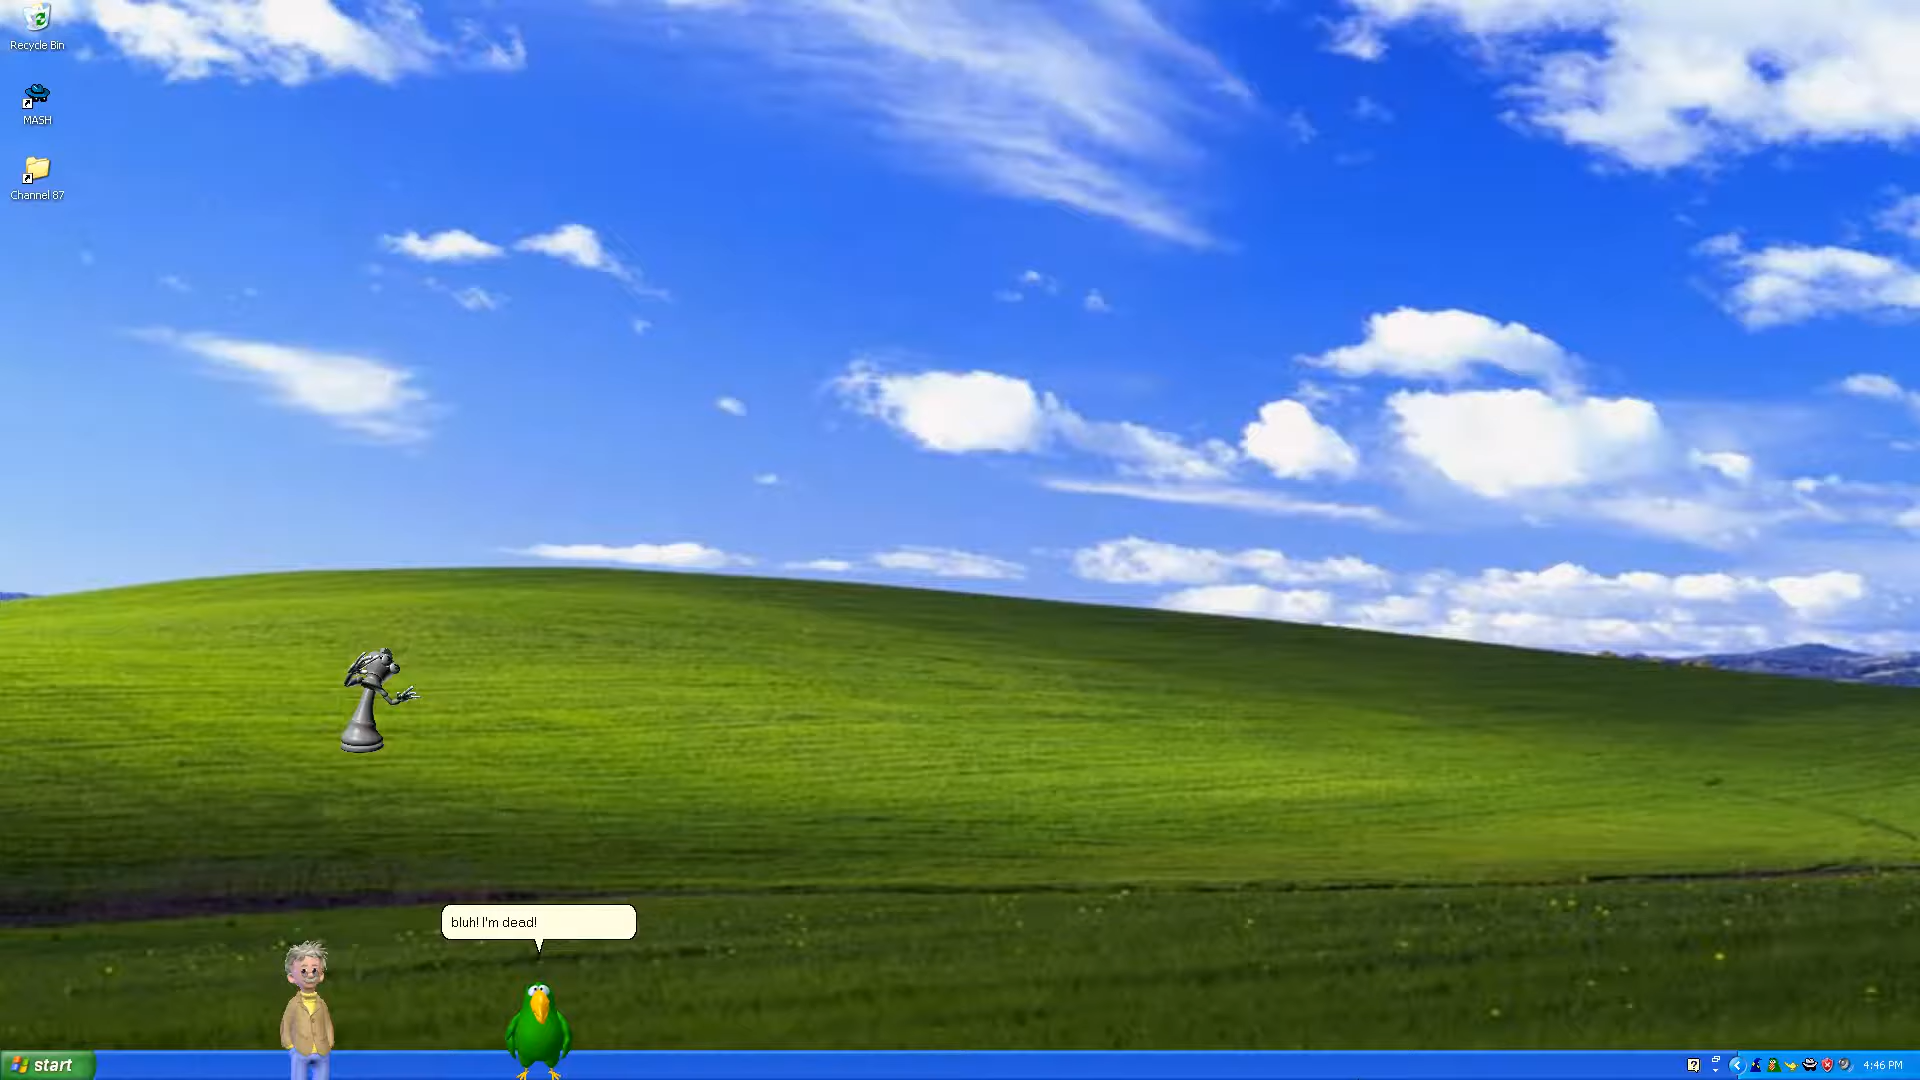 Recycle Bin
MASH
Channel 87
bluh! I'm dead!
start
4:46 PM